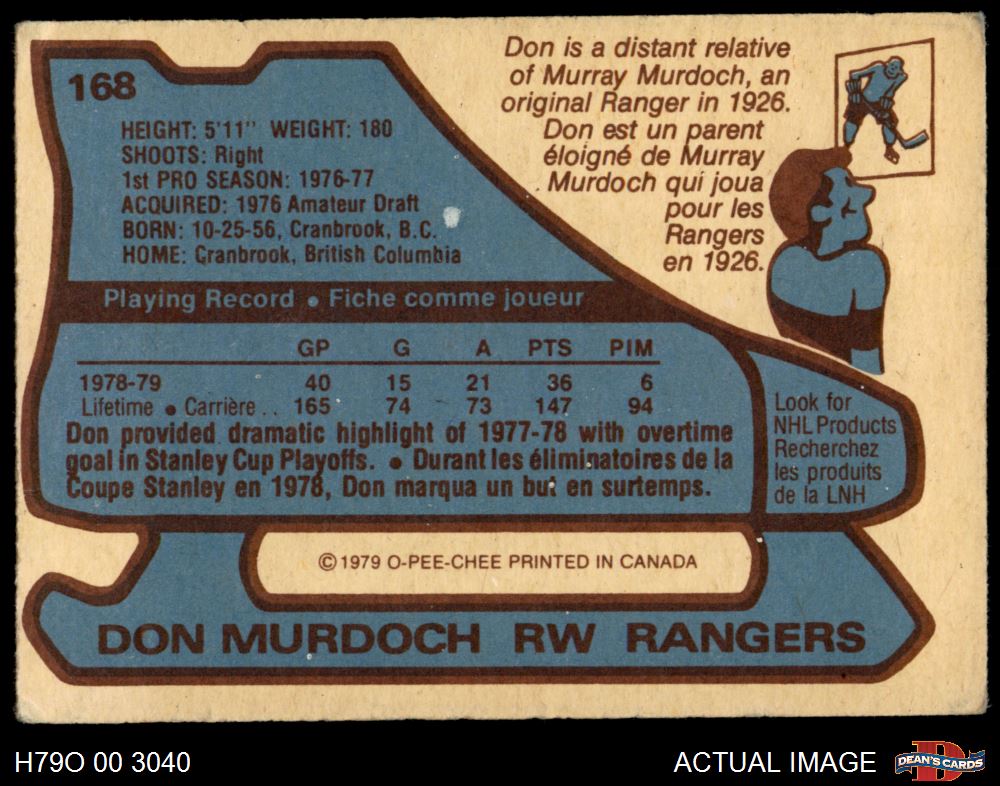 168
HEIGHT: 5'11" WEIGHT: 180
SHOOTS: Right
1st PRO SEASON: 1976-77
ACQUIRED: 1976 Amateur Draft
BORN: 10-25-56, Cranbrook, B.C.
HOME: Cranbrook, British Columbia
Don is a distant relative
of Murray Murdoch, an
original Ranger in 1926.
Don est un parent
éloigné de Murray
Murdoch qui joua
pour les
Rangers
en 1926.
Playing Record • Fiche comme joueur
GP G A PTS PIM
1978-79 40 15 21 36 6
Lifetime • Carrière .. 165 74 73 147 94
Don provided dramatic highlight of 1977-78 with overtime
goal in Stanley Cup Playoffs. • Durant les éliminatoires de la
Coupe Stanley en 1978, Don marqua un but en surtemps.
Look for
NHL Products
Recherchez
les produits
de la LNH
© 1979 O-PEE-CHEE PRINTED IN CANADA
DON MURDOCH RW RANGERS
H79O 00 3040
ACTUAL IMAGE
D
DEAN'S CARDS